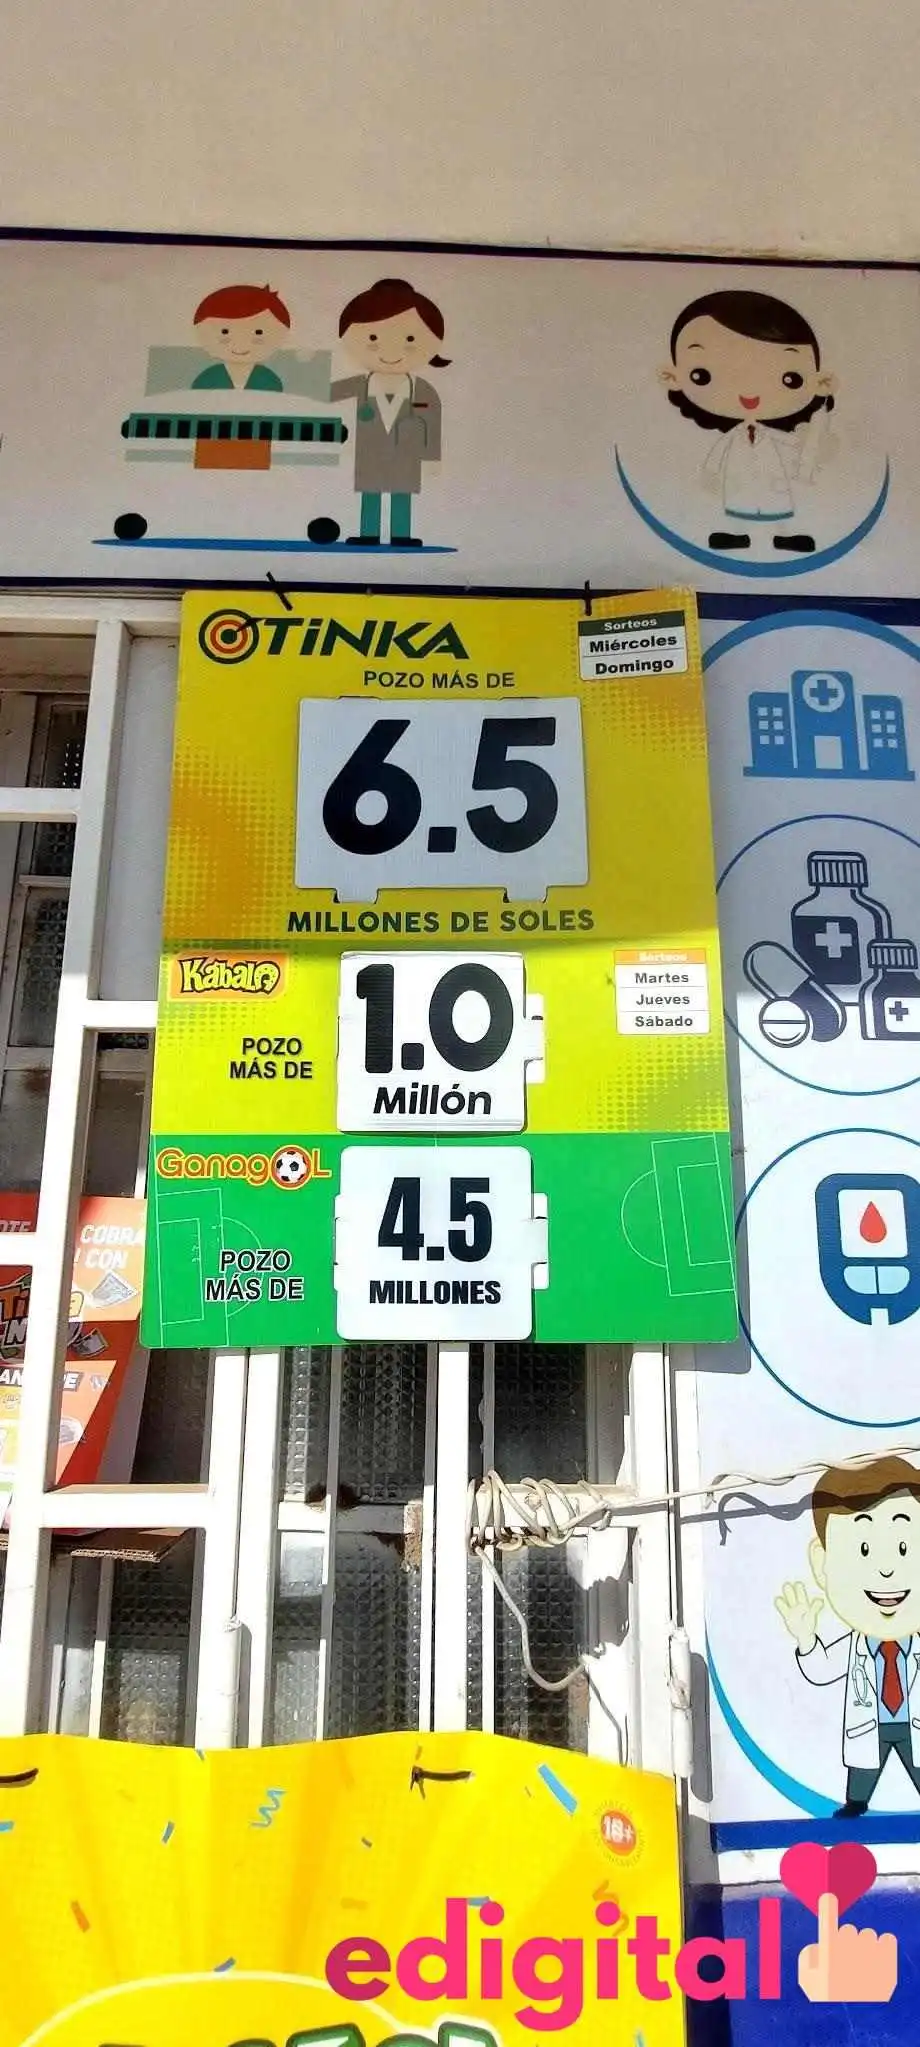 TINKA
Sorteos
Miércoles
Domingo
POZO MÁS DE
6.5
MILLONES DE SOLES
Kábala
Sorteos
Martes
Jueves
Sábado
POZO
MÁS DE
1.0
Millón
GanagOL
POZO
MÁS DE
4.5
MILLONES
COBRA
CON
18+
edigital